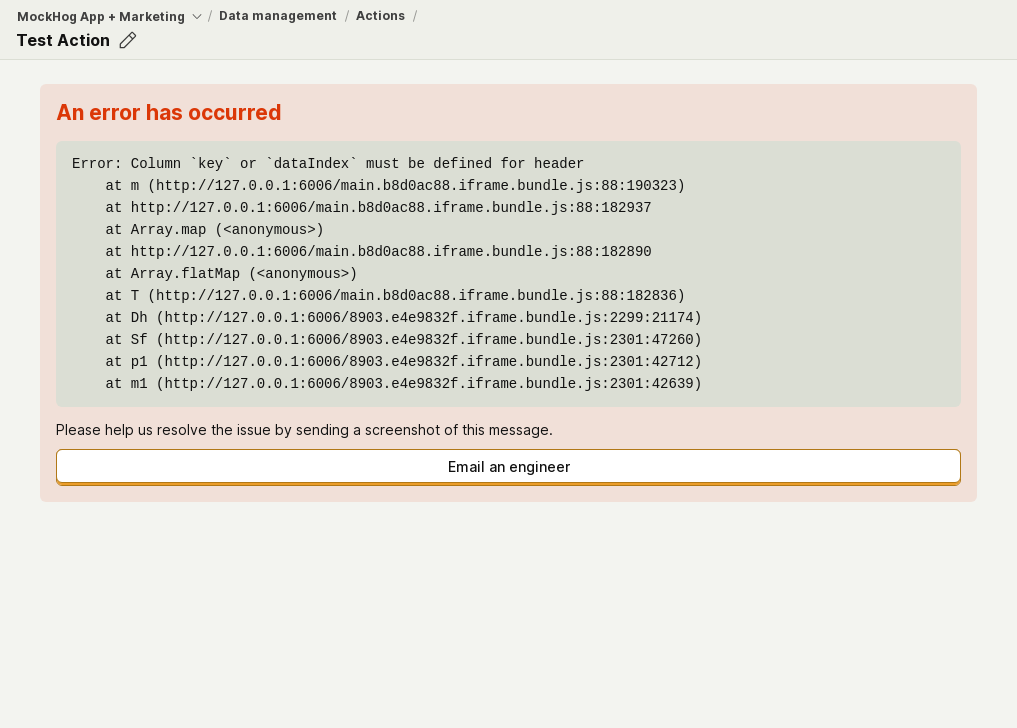 MockHog App + Marketing / Data management / Actions /
Test Action
An error has occurred
Error: Column `key` or `dataIndex` must be defined for header
at m (http://127.0.0.1:6006/main.b8d0ac88.iframe.bundle.js:88:190323)
at http://127.0.0.1:6006/main.b8d0ac88.iframe.bundle.js:88:182937
at Array.map (<anonymous>)
at http://127.0.0.1:6006/main.b8d0ac88.iframe.bundle.js:88:182890
at Array.flatMap (<anonymous>)
at T (http://127.0.0.1:6006/main.b8d0ac88.iframe.bundle.js:88:182836)
at Dh (http://127.0.0.1:6006/8903.e4e9832f.iframe.bundle.js:2299:21174)
at Sf (http://127.0.0.1:6006/8903.e4e9832f.iframe.bundle.js:2301:47260)
at p1 (http://127.0.0.1:6006/8903.e4e9832f.iframe.bundle.js:2301:42712)
at m1 (http://127.0.0.1:6006/8903.e4e9832f.iframe.bundle.js:2301:42639)
Please help us resolve the issue by sending a screenshot of this message.
Email an engineer